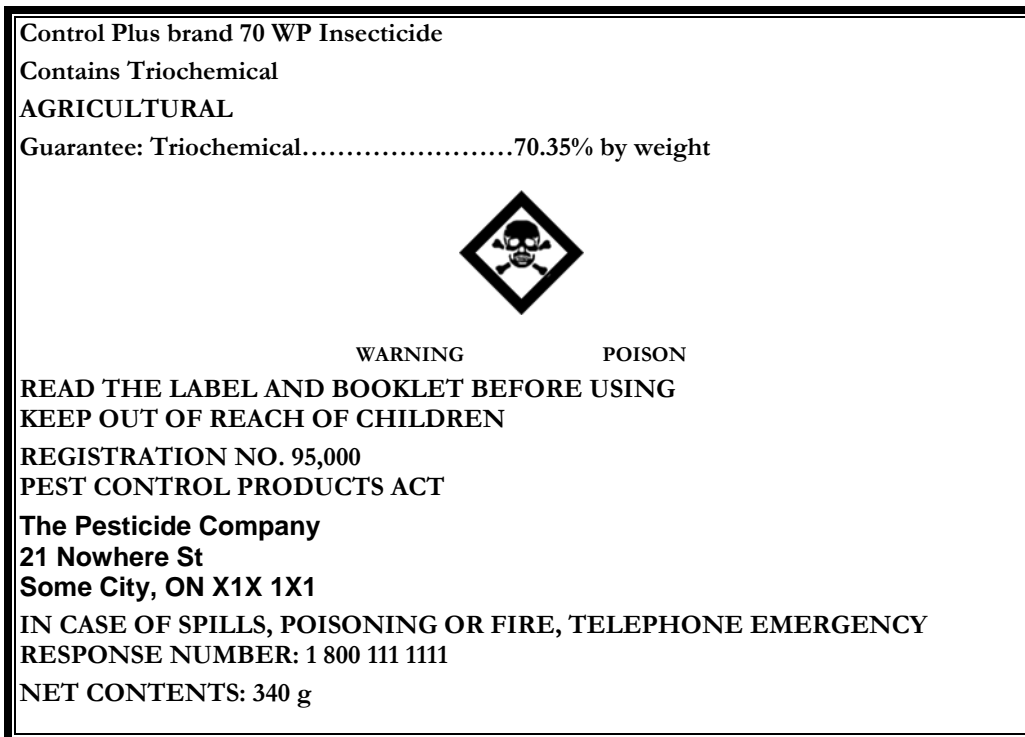 Control Plus brand 70 WP Insecticide
Contains Triochemical
AGRICULTURAL
Guarantee: Triochemical……………………70.35% by weight
WARNING POISON
READ THE LABEL AND BOOKLET BEFORE USING
KEEP OUT OF REACH OF CHILDREN
REGISTRATION NO. 95,000
PEST CONTROL PRODUCTS ACT
The Pesticide Company
21 Nowhere St
Some City, ON X1X 1X1
IN CASE OF SPILLS, POISONING OR FIRE, TELEPHONE EMERGENCY
RESPONSE NUMBER: 1 800 111 1111
NET CONTENTS: 340 g